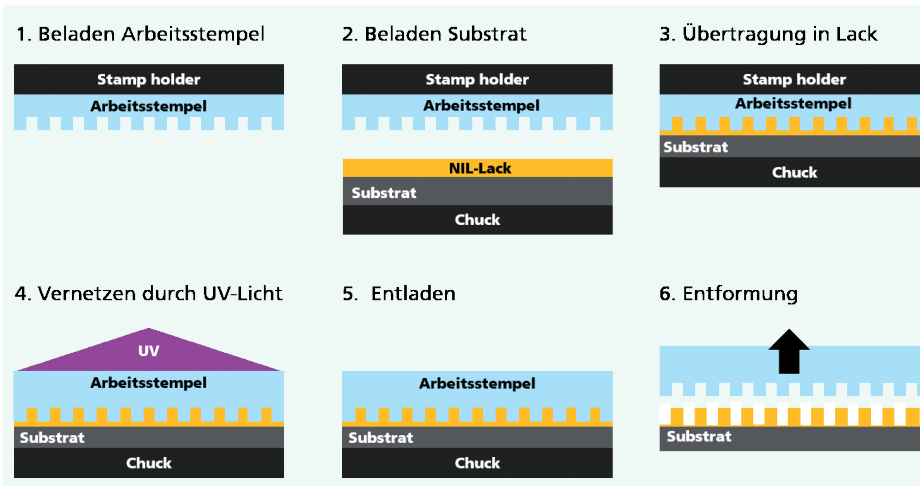 1. Beladen Arbeitsstempel
Stamp holder
Arbeitsstempel
2. Beladen Substrat
Stamp holder
Arbeitsstempel
NIL-Lack
Substrat
Chuck
3. Übertragung in Lack
Stamp holder
Arbeitsstempel
Substrat
Chuck
4. Vernetzen durch UV-Licht
UV
Arbeitsstempel
Substrat
Chuck
5. Entladen
Arbeitsstempel
Substrat
Chuck
6. Entformung
Substrat